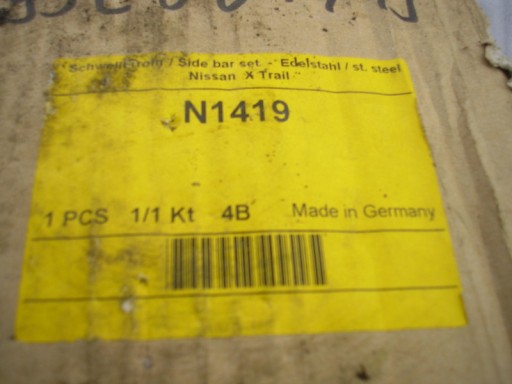 Schwellerrohr / Side bar set - Edelstahl / st. steel
Nissan X Trail
N1419
1 PCS 1/1 Kt 4B Made in Germany